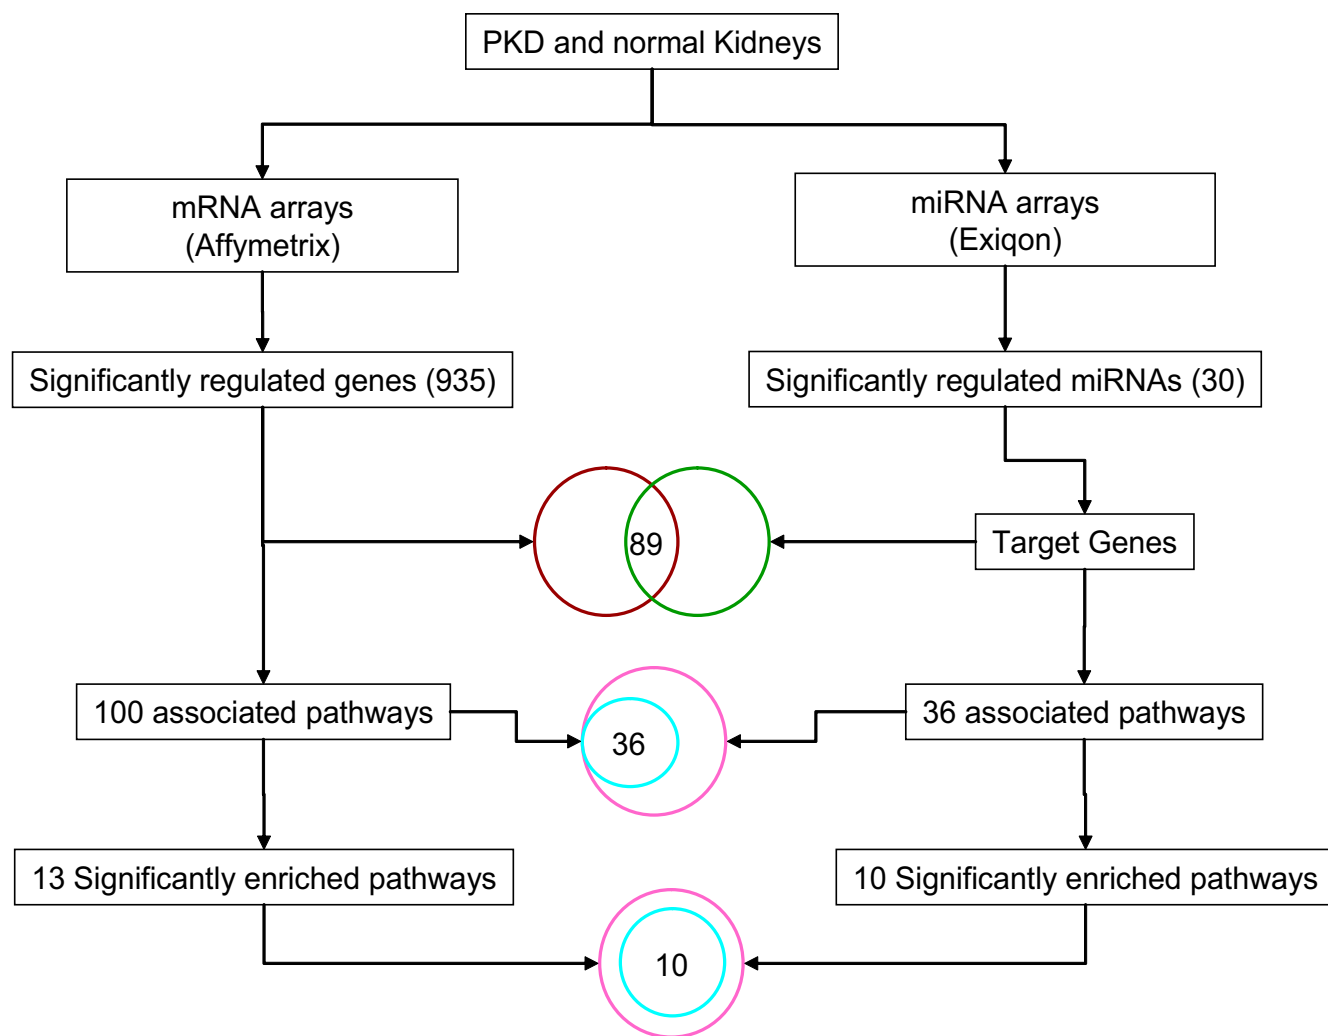 PKD and normal Kidneys
mRNA arrays
(Affymetrix)
miRNA arrays
(Exiqon)
Significantly regulated genes (935)
Significantly regulated miRNAs (30)
89
Target Genes
100 associated pathways
36
36 associated pathways
13 Significantly enriched pathways
10 Significantly enriched pathways
10